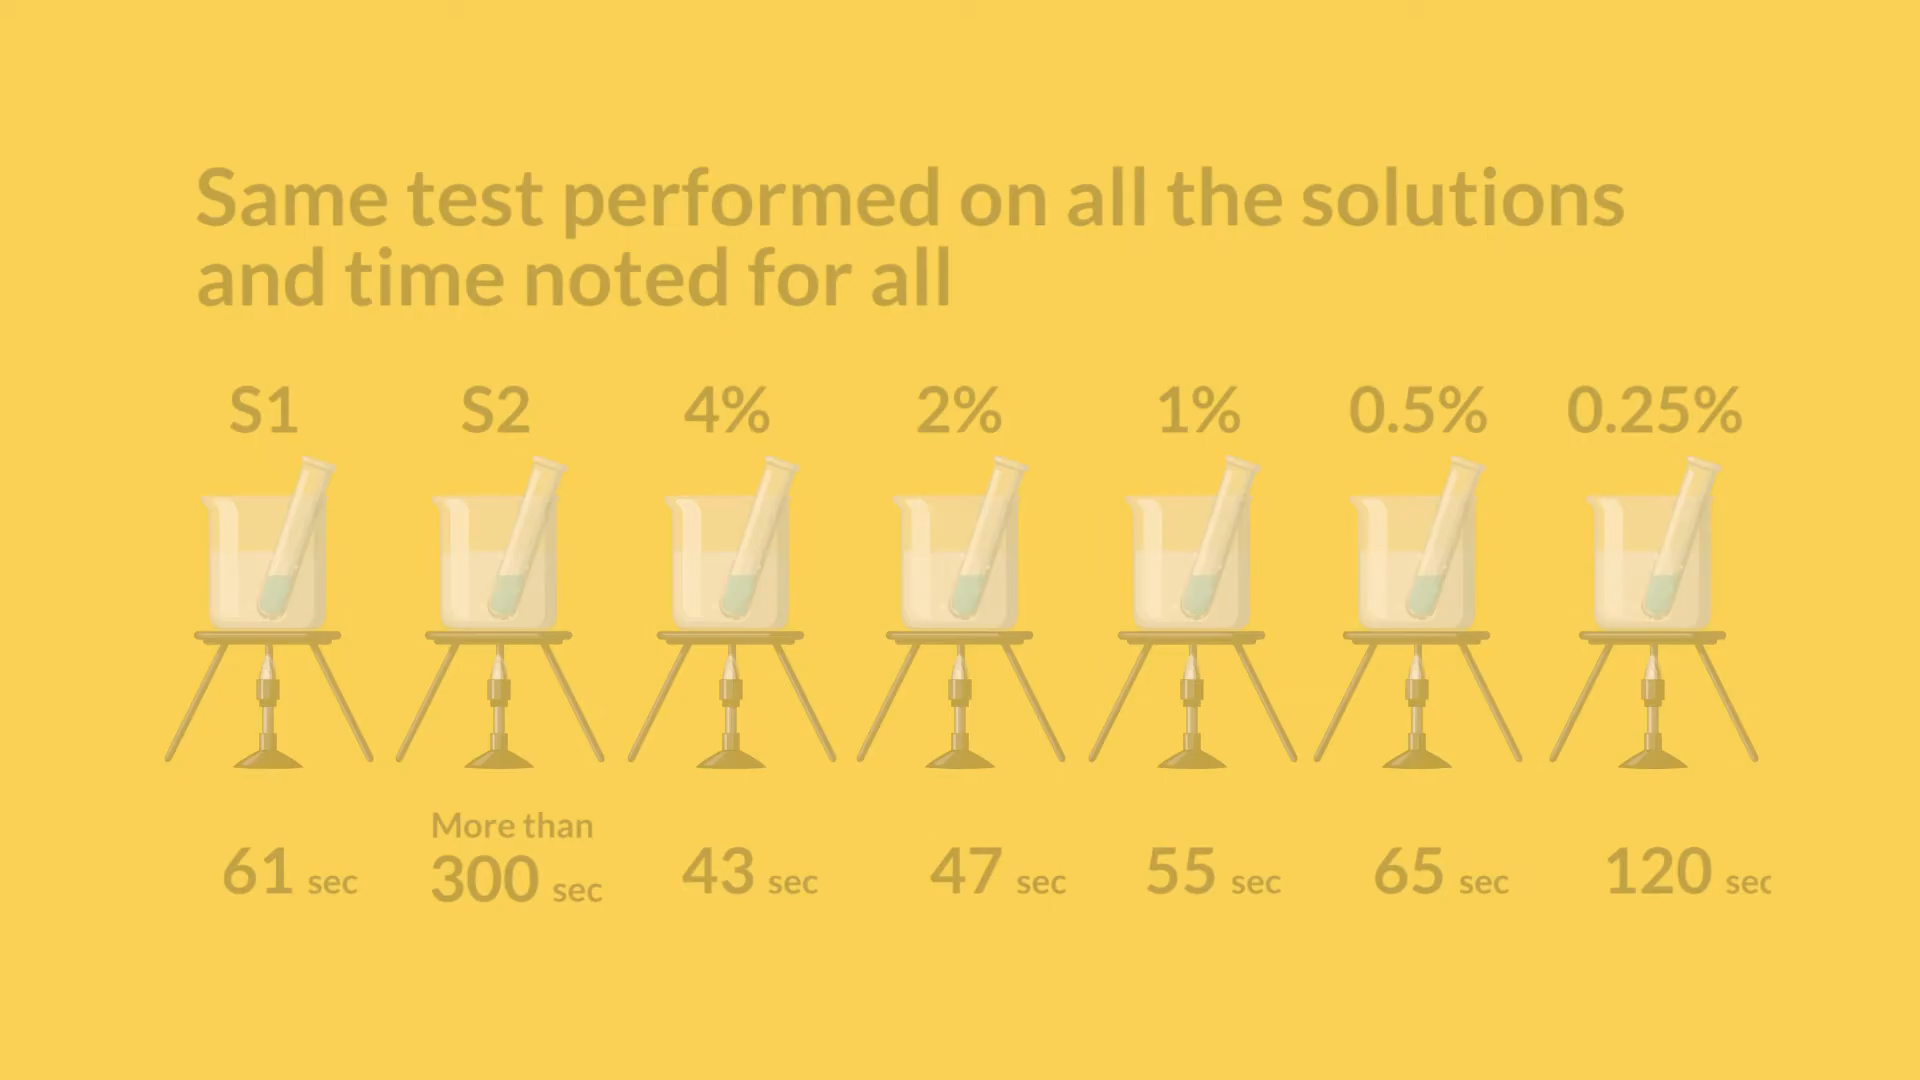 Same test performed on all the solutions
and time noted for all
S1 S2 4% 2% 1% 0.5% 0.25%
More than
61 sec 300 sec 43 sec 47 sec 55 sec 65 sec 120 sec